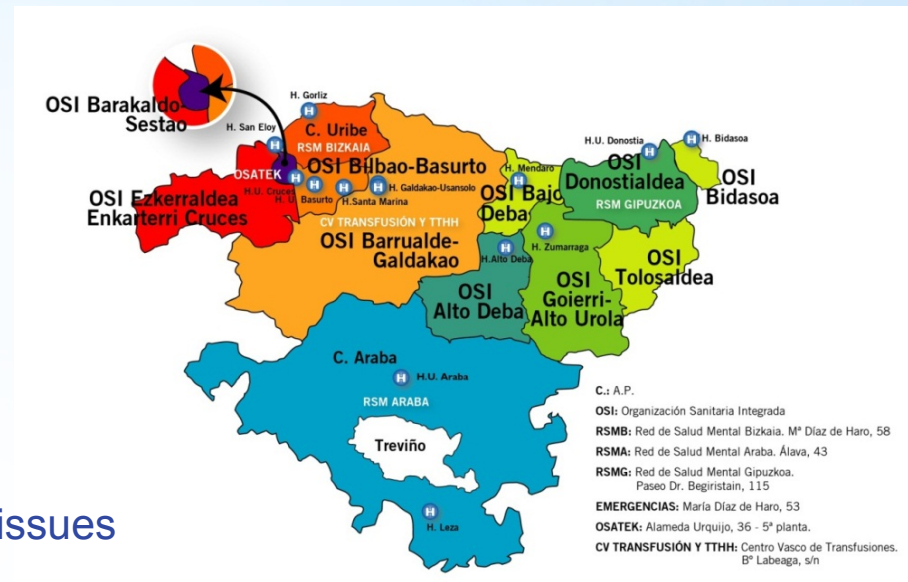 OSI Barakaldo-
Sestao
H. Gorliz
H. San Eloy
C. Uribe
RSM BIZKAIA
OSATEK
OSI Bilbao-Basurto
H.U. Cruces
H. U.
Basurto
H.Santa Marina
H. Galdakao-Usansolo
OSI Ezkerraldea
Enkarterri Cruces
CV TRANSFUSIÓN Y TTHH
OSI Barrualde-
Galdakao
H. Mendaro
OSI Bajo
Deba
H.U. Donostia
H. Bidasoa
OSI
Donostialdea
RSM GIPUZKOA
OSI
Bidasoa
H.Alto Deba
H. Zumarraga
OSI
Alto Deba
OSI
Goierri-
Alto Urola
OSI
Tolosaldea
C. Araba
H.U. Araba
RSM ARABA
Treviño
H. Leza
C.: A.P.
OSI: Organización Sanitaria Integrada
RSMB: Red de Salud Mental Bizkaia. Mª Díaz de Haro, 58
RSMA: Red de Salud Mental Araba. Álava, 43
RSMG: Red de Salud Mental Gipuzkoa.
Paseo Dr. Begiristain, 115
EMERGENCIAS: María Díaz de Haro, 53
OSATEK: Alameda Urquijo, 36 - 5ª planta.
CV TRANSFUSIÓN Y TTHH: Centro Vasco de Transfusiones.
Bº Labeaga, s/n
issues